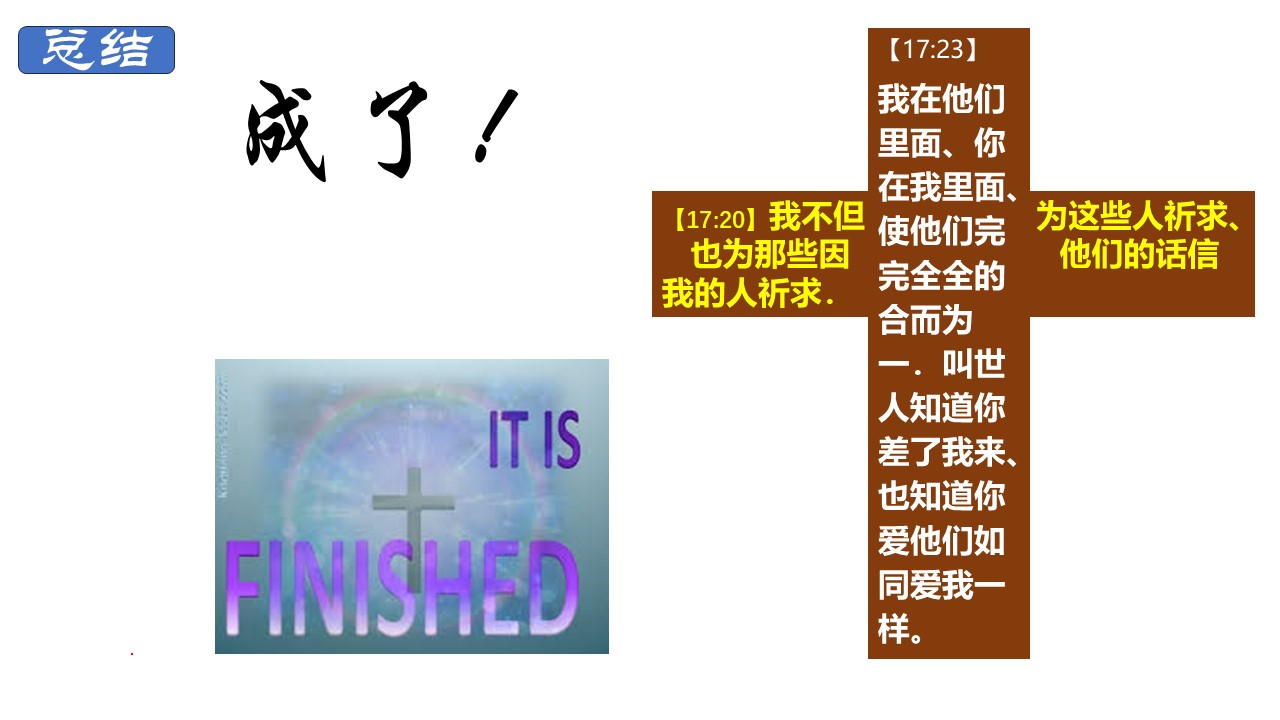 总结
成了！
【17:20】我不但为这些人祈求、
也为那些因他们的话信
我的人祈求．
【17:23】
我在他们
里面、你
在我里面、
使他们完
完全全的
合而为
一．叫世
人知道你
差了我来、
也知道你
爱他们如
同爱我一
样。
IT IS
FINISHED